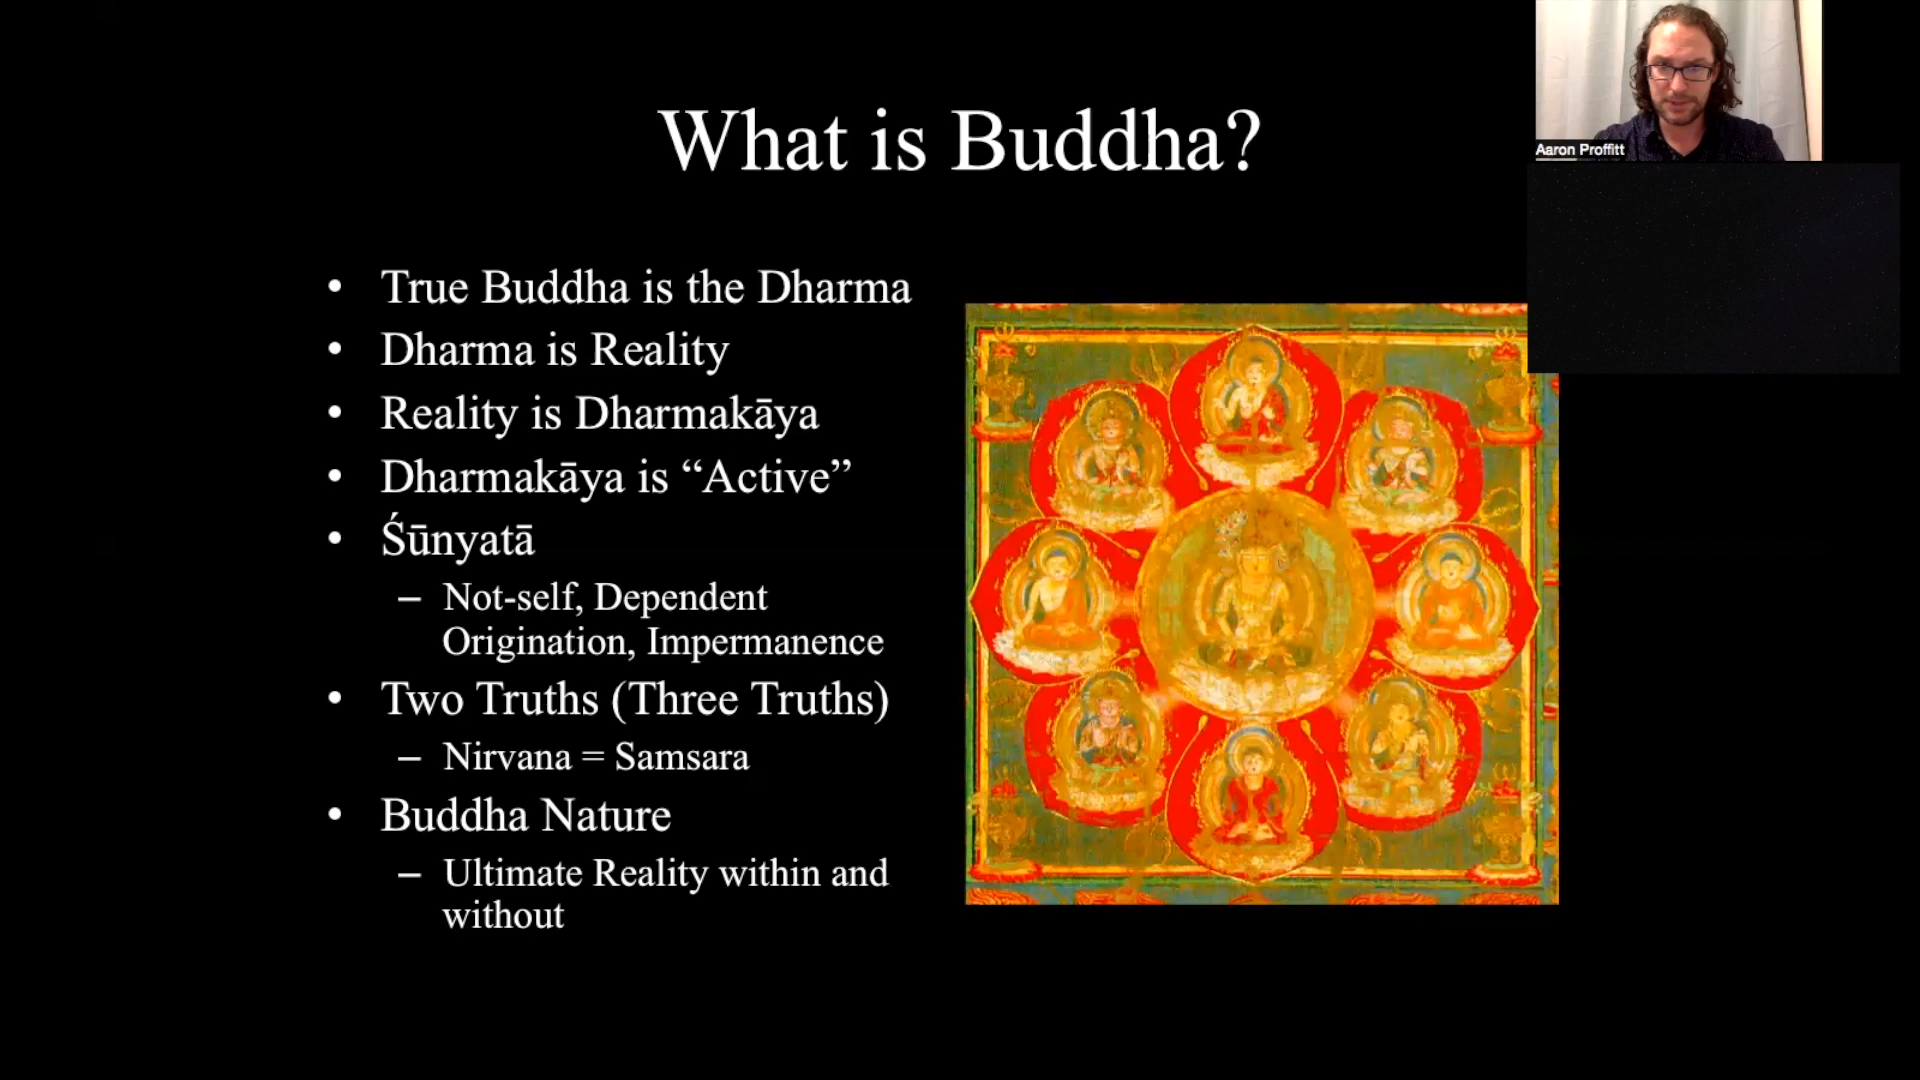 What is Buddha?
Aaron Proffitt
• True Buddha is the Dharma
• Dharma is Reality
• Reality is Dharmakāya
• Dharmakāya is “Active”
• Śūnyatā
– Not-self, Dependent
Origination, Impermanence
• Two Truths (Three Truths)
– Nirvana = Samsara
• Buddha Nature
– Ultimate Reality within and
without